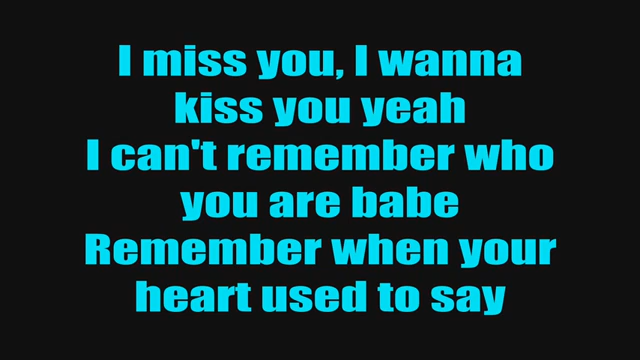 I miss you, I wanna
kiss you yeah
I can't remember who
you are babe
Remember when your
heart used to say